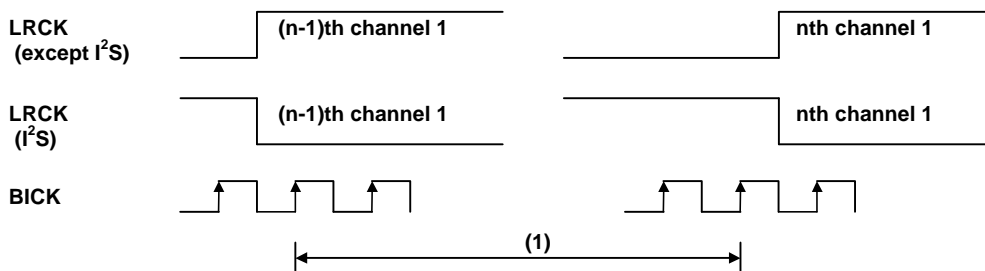 LRCK (n-1)th channel 1 nth channel 1
(except I²S)
LRCK (n-1)th channel 1 nth channel 1
(I²S)
BICK
(1)